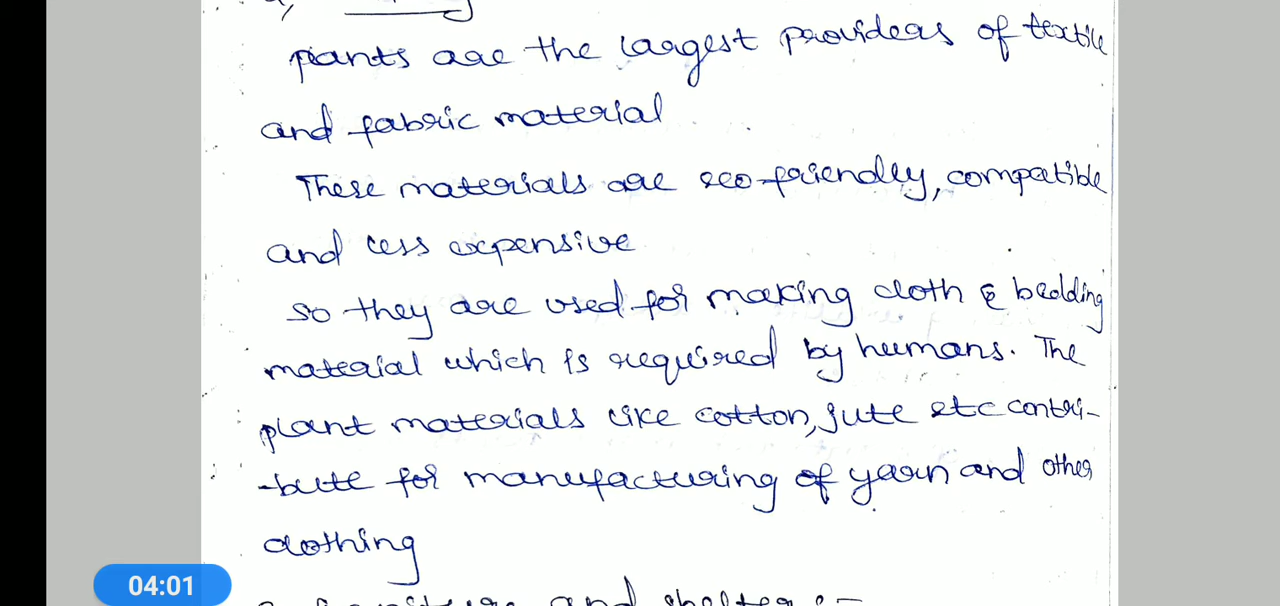 plants are the largest providers of textile
and fabric material
These materials are eco-friendly, compatible
and less expensive
so they are used for making cloth & bedding
material which is required by humans. The
plant materials like cotton, jute etc contri-
-bute for manufacturing of yarn and other
clothing
and shelter :-
04:01